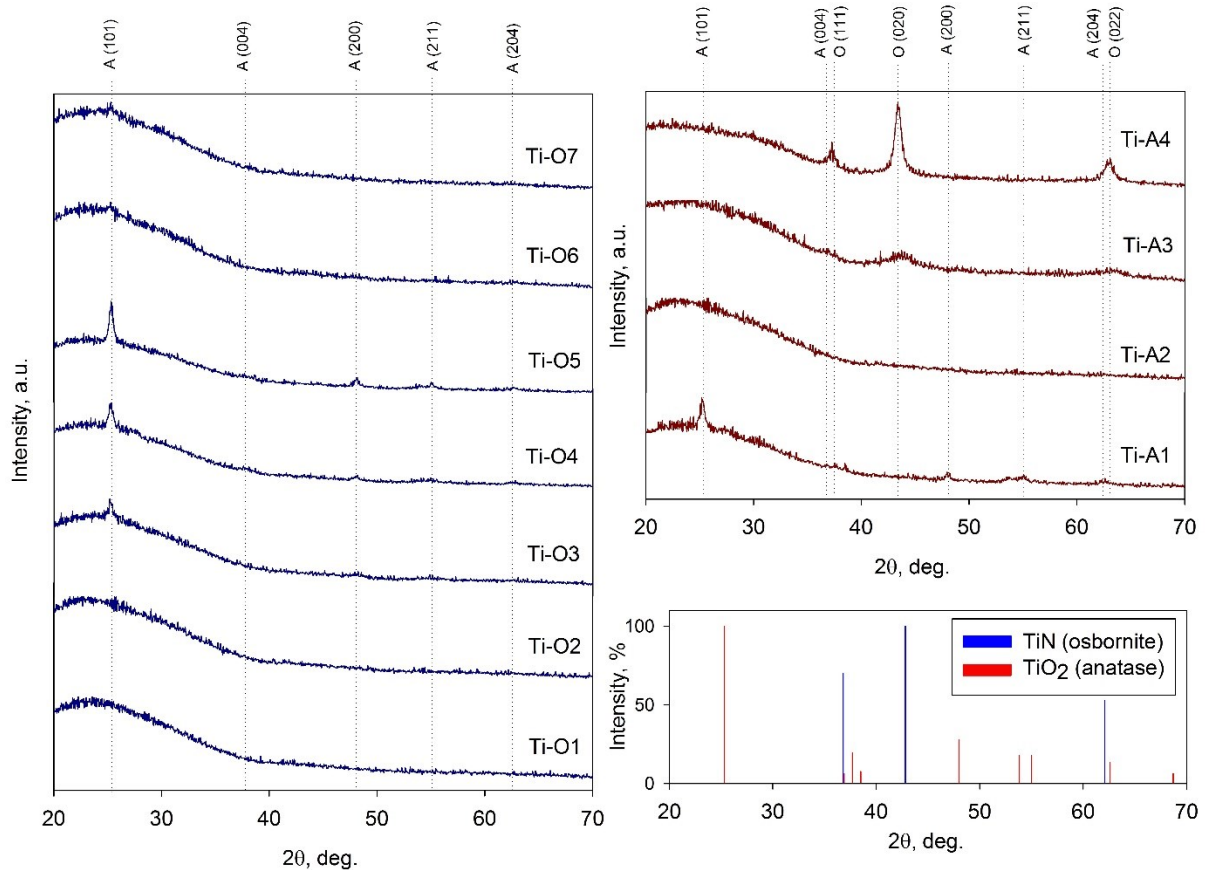 A (101)
A (004)
A (200)
A (211)
A (204)
Intensity, a.u.
Ti-O7
Ti-O6
Ti-O5
Ti-O4
Ti-O3
Ti-O2
Ti-O1
20 30 40 50 60 70
2θ, deg.
A (101)
A (004)
O (111)
O (020)
A (200)
A (211)
A (204)
O (022)
Intensity, a.u.
Ti-A4
Ti-A3
Ti-A2
Ti-A1
20 30 40 50 60 70
2θ, deg.
Intensity, %
100
50
0
TiN (osbornite)
TiO2 (anatase)
20 30 40 50 60 70
2θ, deg.